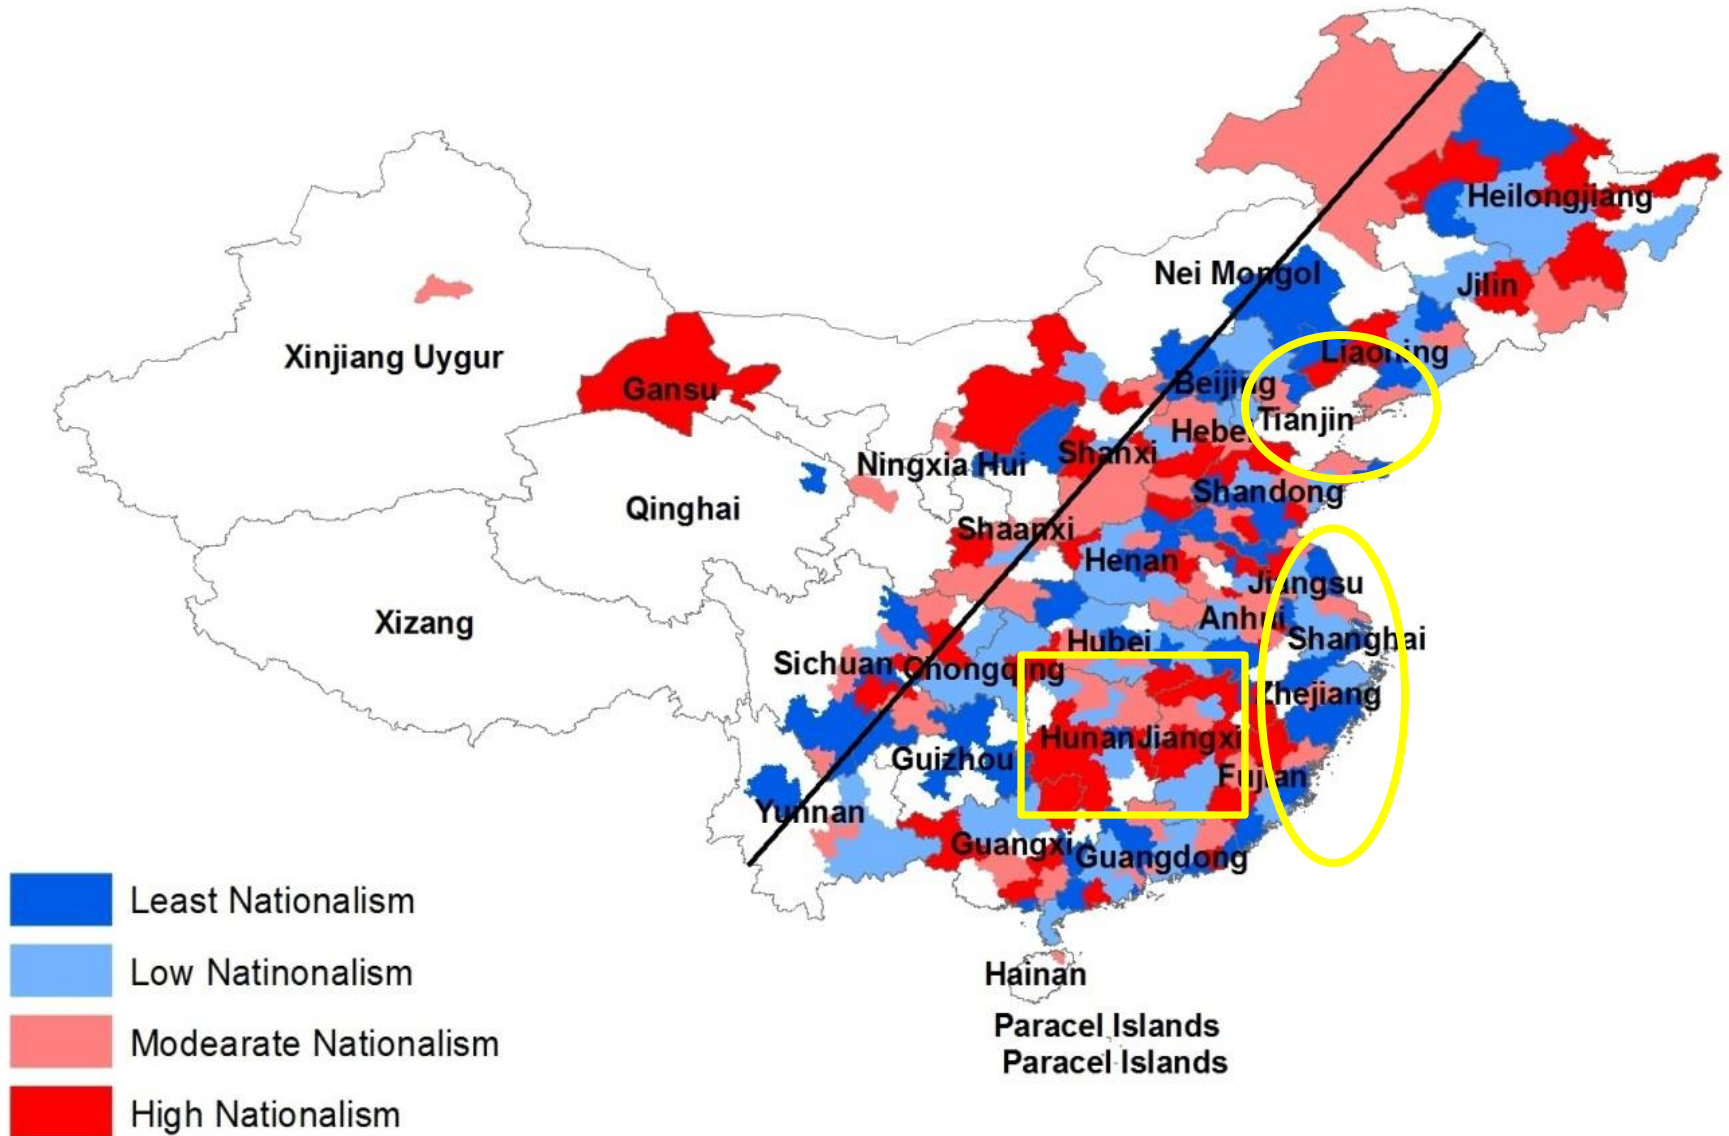 Heilongjiang
Nei Mongol
Jilin
Xinjiang Uygur
Liaoning
Gansu
Beijing
Tianjin
Hebei
Shanxi
Ningxia Hui
Shandong
Qinghai
Shaanxi
Henan
Jiangsu
Anhui
Xizang
Shanghai
Hubei
Sichuan
Chongqing
Zhejiang
Hunan
Jiangxi
Guizhou
Fujian
Yunnan
Guangxi
Guangdong
Hainan
Paracel Islands
Paracel Islands
Least Nationalism
Low Natinonalism
Modearate Nationalism
High Nationalism